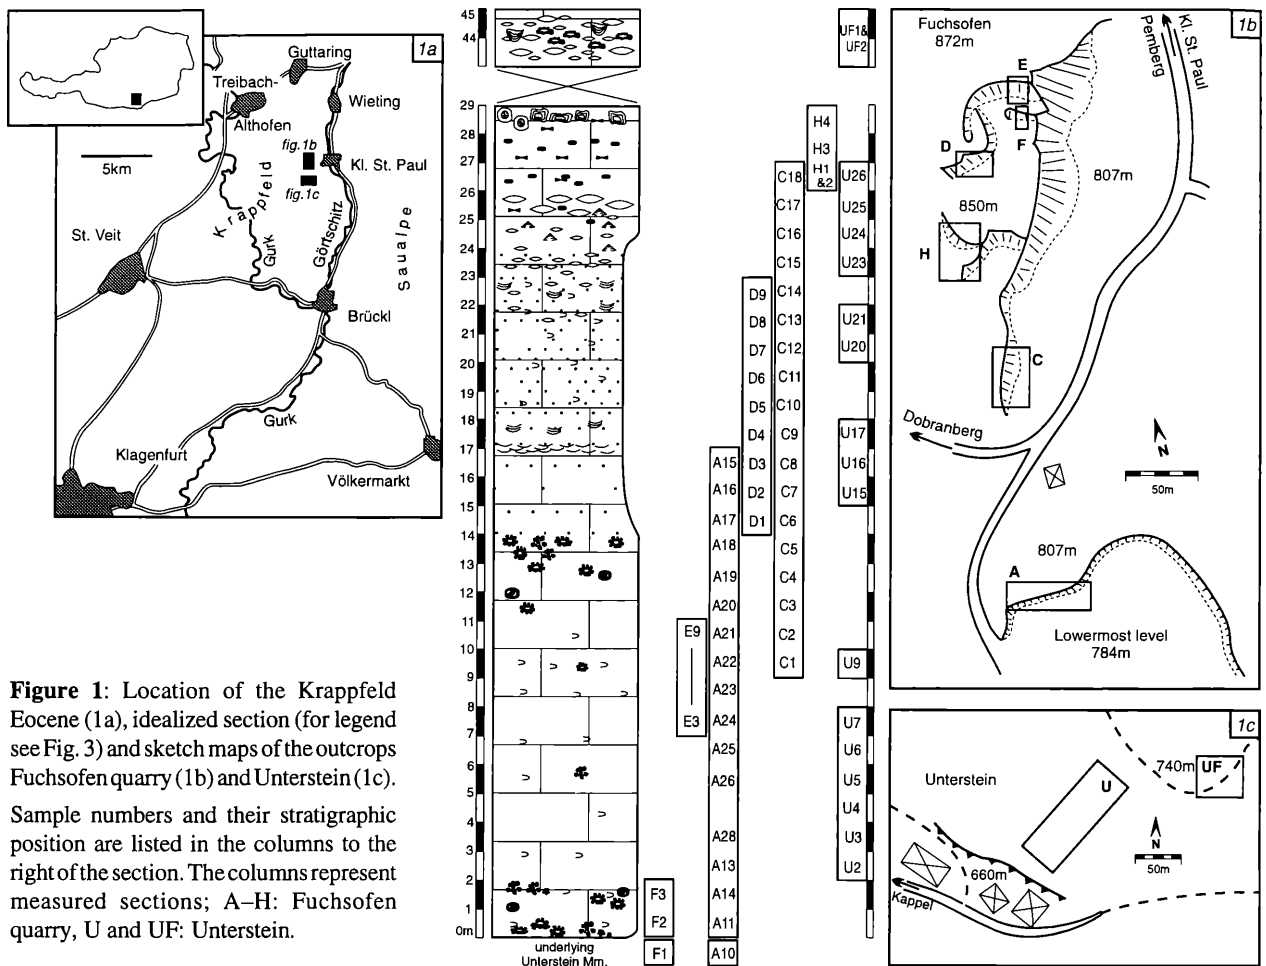 1a
Guttaring
Treibach-
Althofen
Wieting
5km
fig.1b
Kl. St. Paul
fig.1c
Krappfeld
Gurk
Görtschitz
Saualpe
St. Veit
Brückl
Gurk
Klagenfurt
Völkermarkt
Figure 1: Location of the Krappfeld
Eocene (1a), idealized section (for legend
see Fig. 3) and sketch maps of the outcrops
Fuchsofen quarry (1b) and Unterstein (1c).
Sample numbers and their stratigraphic
position are listed in the columns to the
right of the section. The columns represent
measured sections; A–H: Fuchsofen
quarry, U and UF: Unterstein.
45
44
29
28
27
26
25
24
23
22
21
20
19
18
17
16
15
14
13
12
11
10
9
8
7
6
5
4
3
2
1
0m
underlying
Unterstein Mm.
F3
F2
F1
E9
E3
A15
A16
A17
A18
A19
A20
A21
A22
A23
A24
A25
A26
A28
A13
A14
A11
A10
D9
D8
D7
D6
D5
D4
D3
D2
D1
C18
C17
C16
C15
C14
C13
C12
C11
C10
C9
C8
C7
C6
C5
C4
C3
C2
C1
H4
H3
H1
&2
UF1&
UF2
U26
U25
U24
U23
U21
U20
U17
U16
U15
U9
U7
U6
U5
U4
U3
U2
1b
Fuchsofen
872m
Pemberg
Kl. St. Paul
E
F
D
807m
850m
H
C
Dobranberg
N
50m
807m
A
Lowermost level
784m
1c
Unterstein
740m
UF
U
N
50m
660m
Kappel